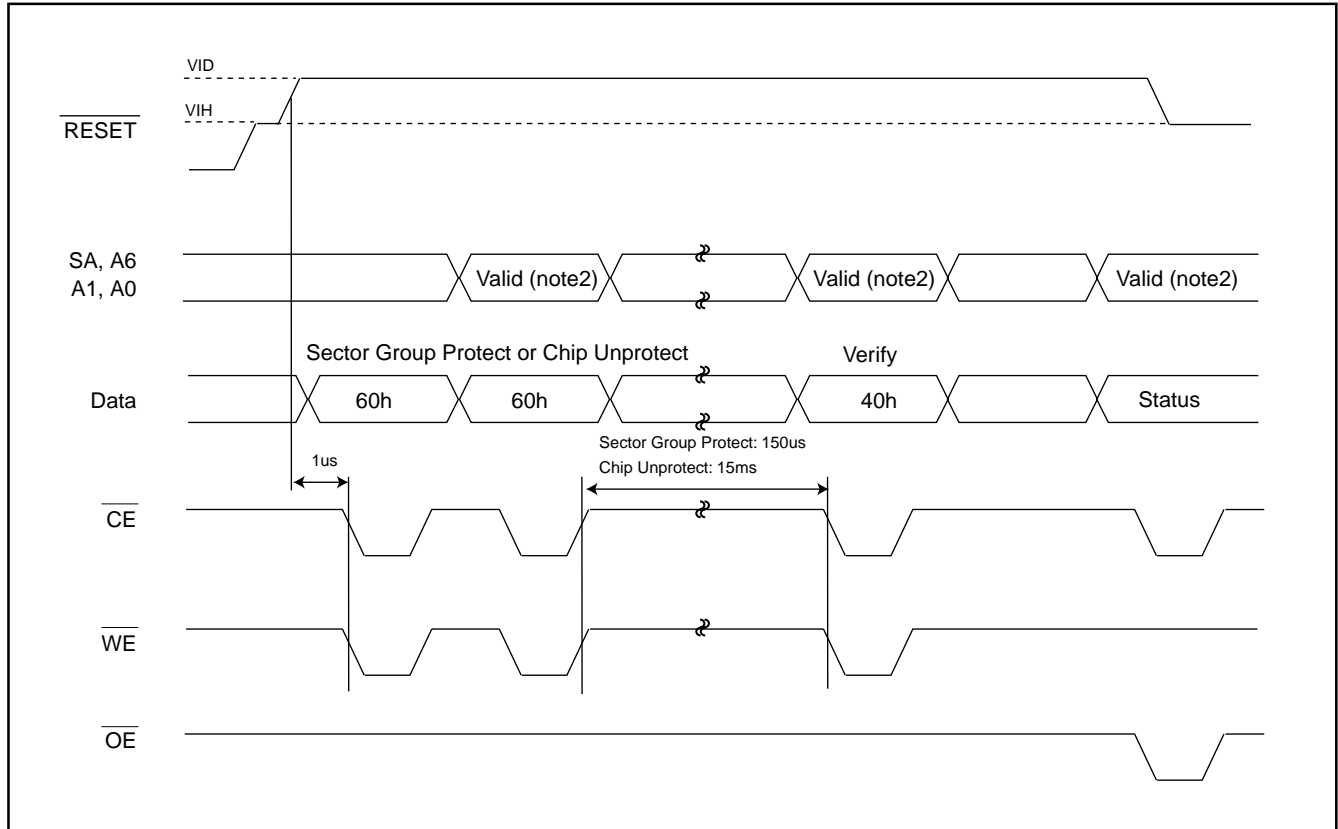 VID
VIH
RESET
SA, A6
A1, A0
Valid (note2)
Valid (note2)
Valid (note2)
Sector Group Protect or Chip Unprotect
Verify
Data
60h
60h
40h
Status
Sector Group Protect: 150us
Chip Unprotect: 15ms
1us
CE
WE
OE